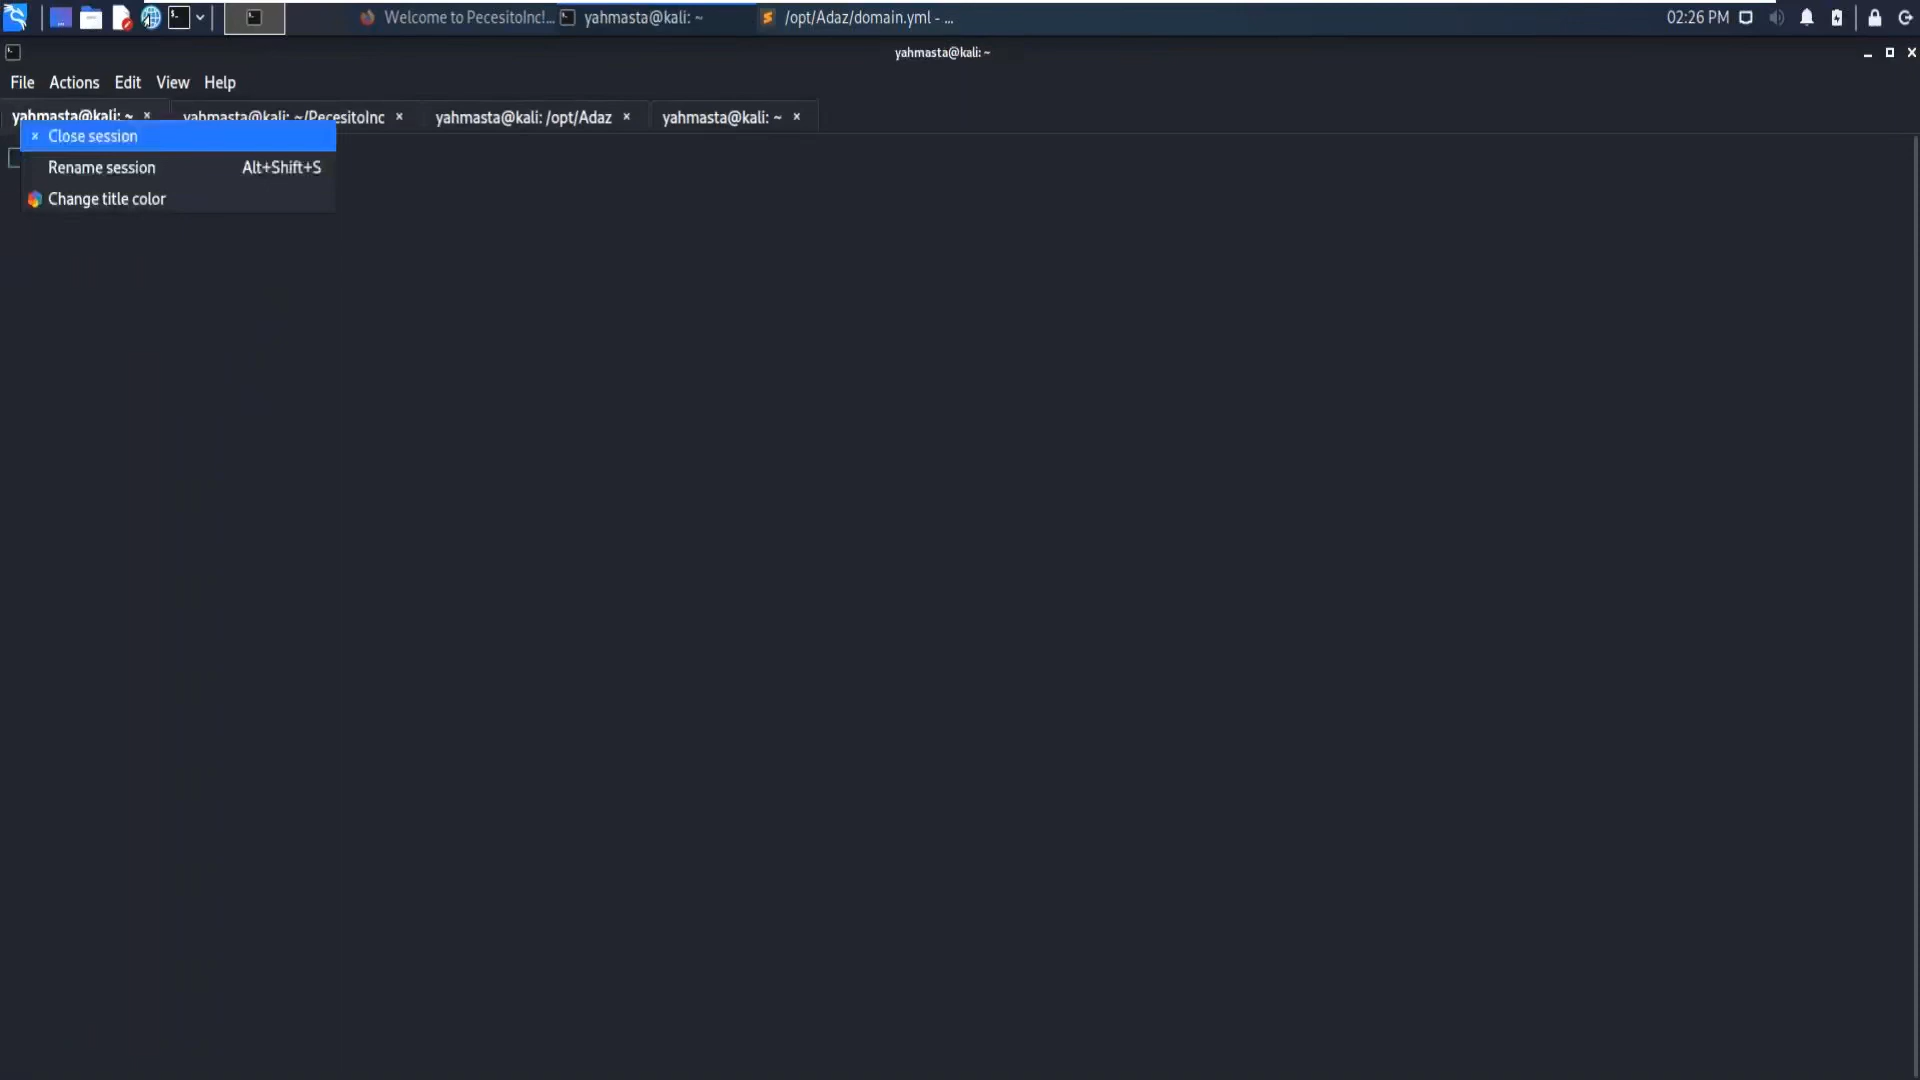 Welcome to PecesitoInc!... yahmasta@kali: ~ /opt/Adaz/domain.yml - ... 02:26 PM
yahmasta@kali: ~
File Actions Edit View Help
yahmasta@kali: ~ × yahmasta@kali: ~/PecesitoInc × yahmasta@kali: /opt/Adaz × yahmasta@kali: ~ ×
Close session
Rename session Alt+Shift+S
Change title color